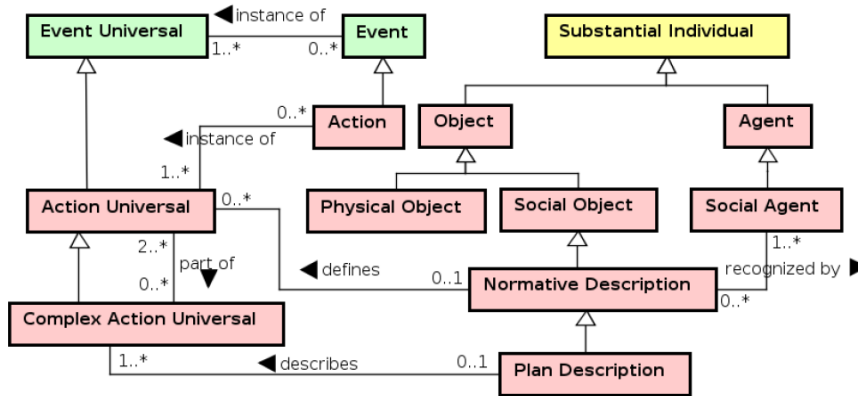 ◀ instance of
Event Universal
Event
Substantial Individual
1..*
0..*
0..*
Action
Object
Agent
◀ instance of
1..*
Action Universal
0..*
Physical Object
Social Object
Social Agent
2..*
part of
1..*
◀ defines
0..1
recognized by ▶
0..*
Normative Description
0..*
Complex Action Universal
1..*
◀ describes
0..1
Plan Description